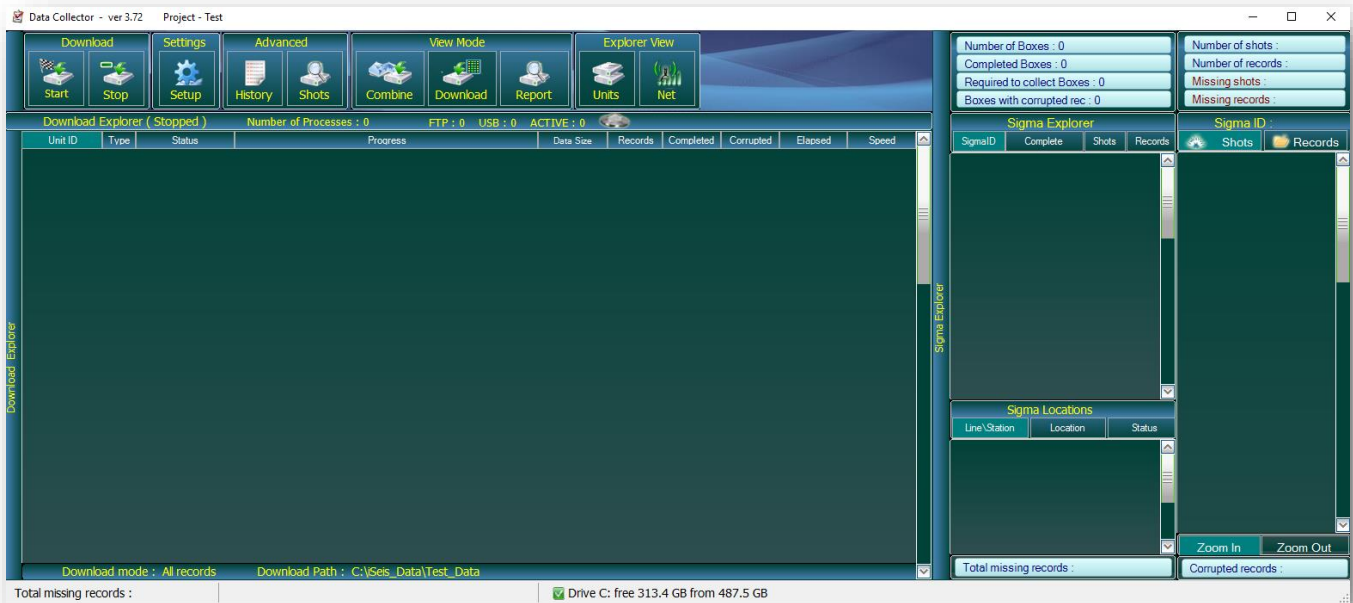 Data Collector - ver 3.72 Project - Test
Download Settings Advanced View Mode Explorer View
Start Stop Setup History Shots Combine Download Report Units Net
Number of Boxes : 0
Completed Boxes : 0
Required to collect Boxes : 0
Boxes with corrupted rec : 0
Number of shots :
Number of records :
Missing shots :
Missing records :
Download Explorer ( Stopped ) Number of Processes : 0 FTP : 0 USB : 0 ACTIVE : 0
Unit ID Type Status Progress Data Size Records Completed Corrupted Elapsed Speed
Download Explorer
Sigma Explorer
Sigma Explorer
SigmaID Complete Shots Records
Sigma Locations
Line\Station Location Status
Total missing records :
Sigma ID :
Shots Records
Zoom In Zoom Out
Corrupted records :
Download mode : All records Download Path : C:\iSeis_Data\Test_Data
Total missing records : Drive C: free 313.4 GB from 487.5 GB